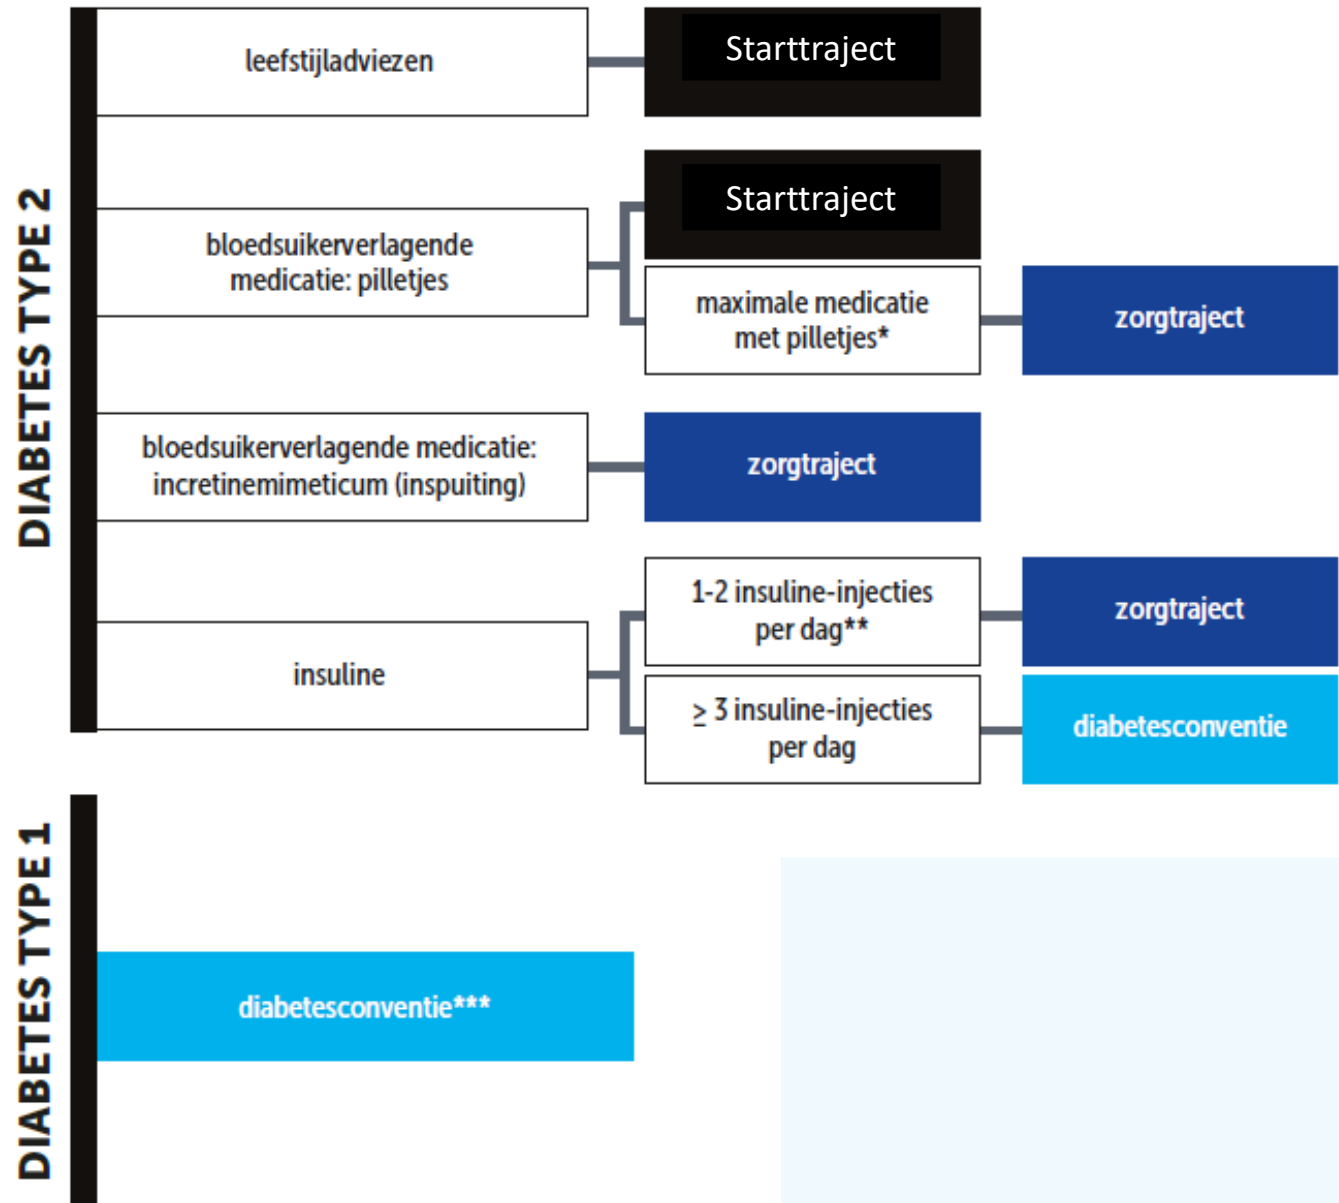 DIABETES TYPE 2
leefstijladviezen
Starttraject
bloedsuikerverlagende
medicatie: pilletjes
Starttraject
maximale medicatie
met pilletjes*
zorgtraject
bloedsuikerverlagende medicatie:
incretinemimeticum (inspuiting)
zorgtraject
insuline
1-2 insuline-injecties
per dag**
zorgtraject
≥ 3 insuline-injecties
per dag
diabetesconventie
DIABETES TYPE 1
diabetesconventie***